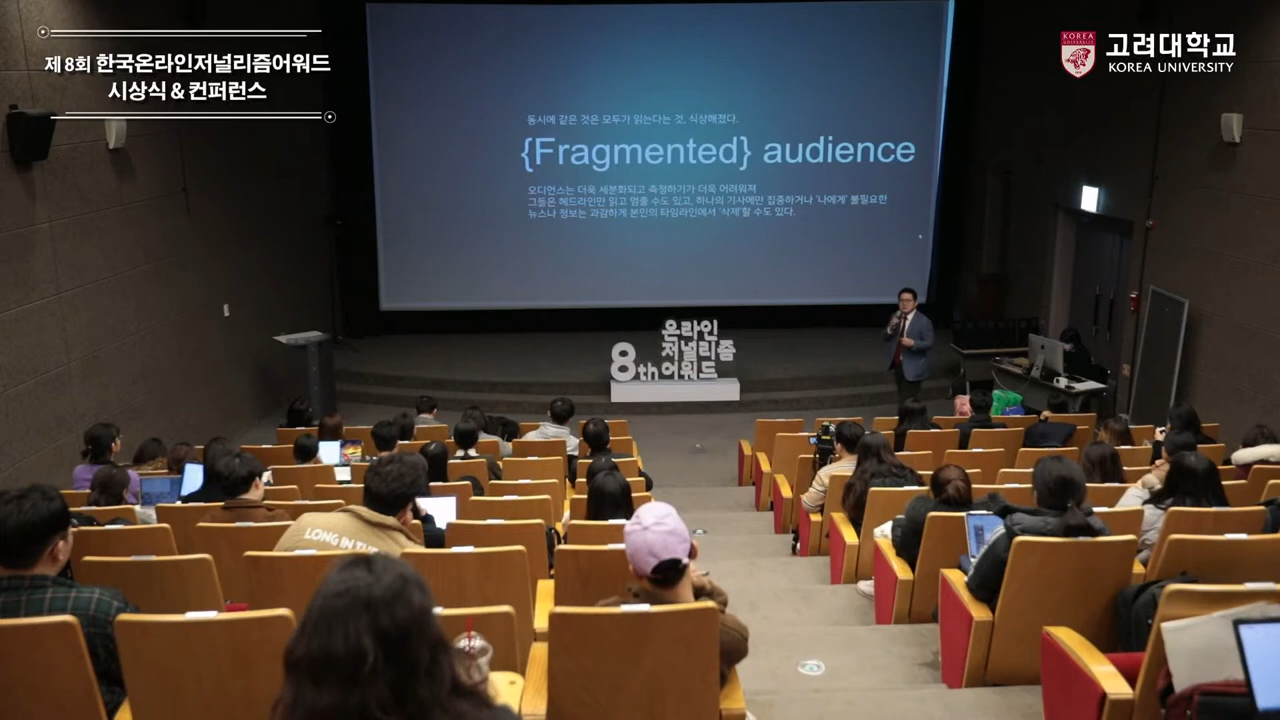 제 8회 한국온라인저널리즘어워드
시상식 & 컨퍼런스
KOREA
UNIVERSITY
고려대학교
KOREA UNIVERSITY
동시에 같은 것은 모두가 읽는다는 것, 식상해졌다.
{Fragmented} audience
오디언스는 더욱 세분화되고 측정하기가 더욱 어려워져
그들은 헤드라인만 읽고 멈출 수도 있고, 하나의 기사에만 집중하거나 '나에게' 불필요한
뉴스나 정보는 과감하게 본인의 타임라인에서 '삭제'할 수도 있다.
8th
온라인
저널리즘
어워드
LONG IN THE